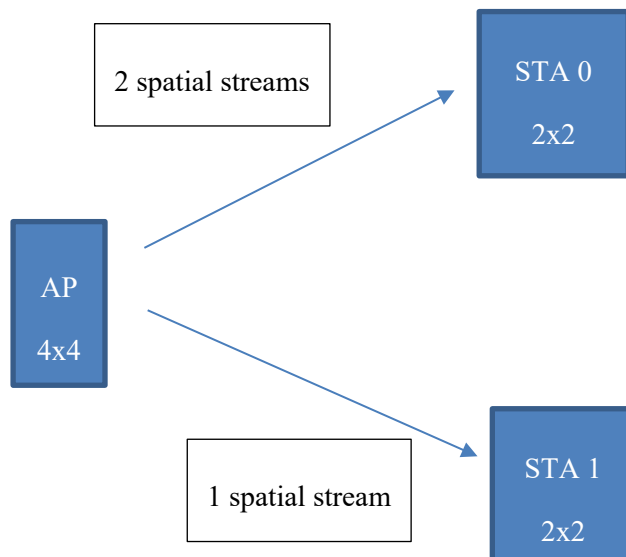 2 spatial streams
STA 0
2x2
AP
4x4
1 spatial stream
STA 1
2x2